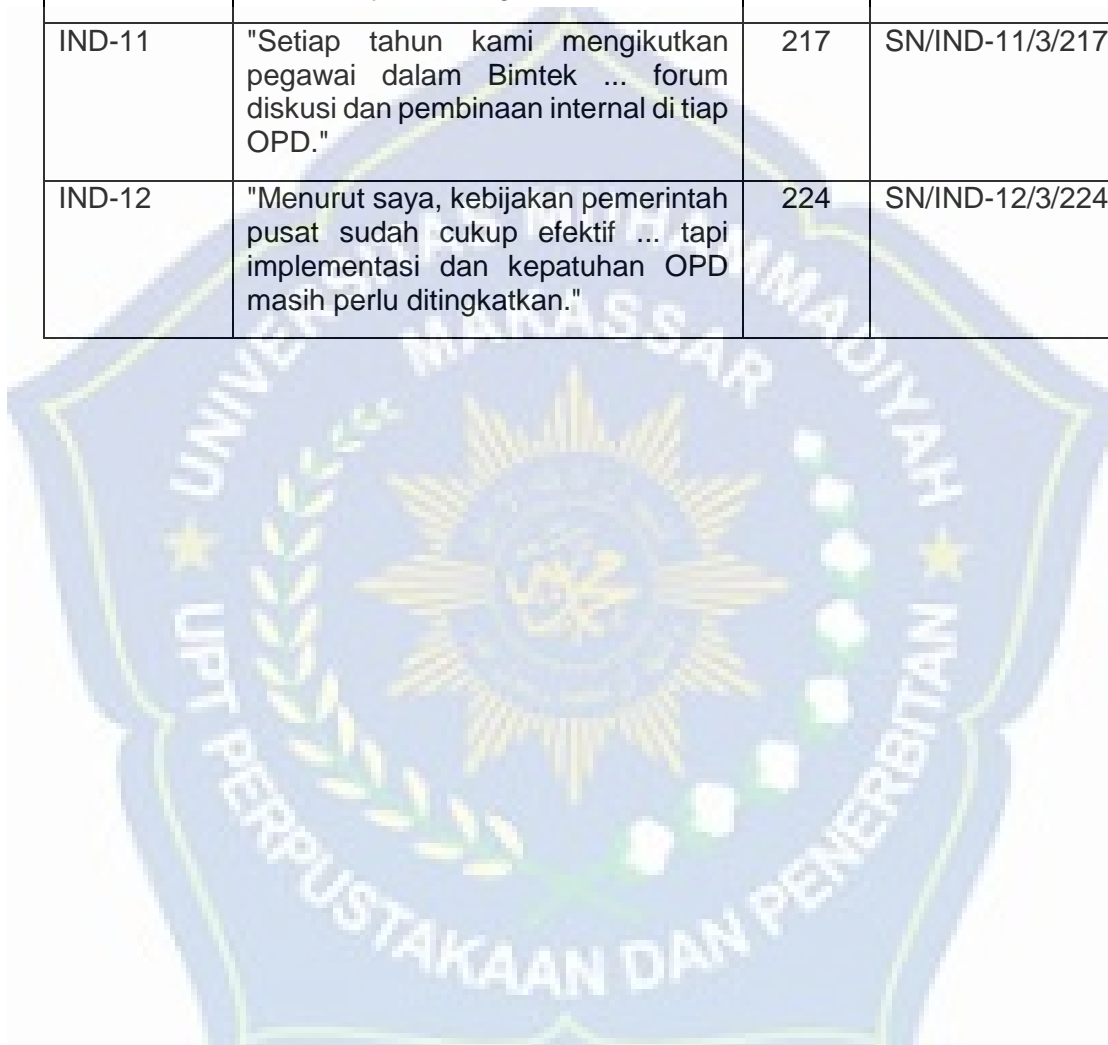 IND-11 "Setiap tahun kami mengikutkan 217 SN/IND-11/3/217
pegawai dalam Bimtek ... forum
diskusi dan pembinaan internal di tiap
OPD."
IND-12 "Menurut saya, kebijakan pemerintah 224 SN/IND-12/3/224
pusat sudah cukup efektif ... tapi
implementasi dan kepatuhan OPD
masih perlu ditingkatkan."
UNIVERSITAS MUHAMMADIYAH
MAKASSAR
UPT PERPUSTAKAAN DAN PENERBITAN